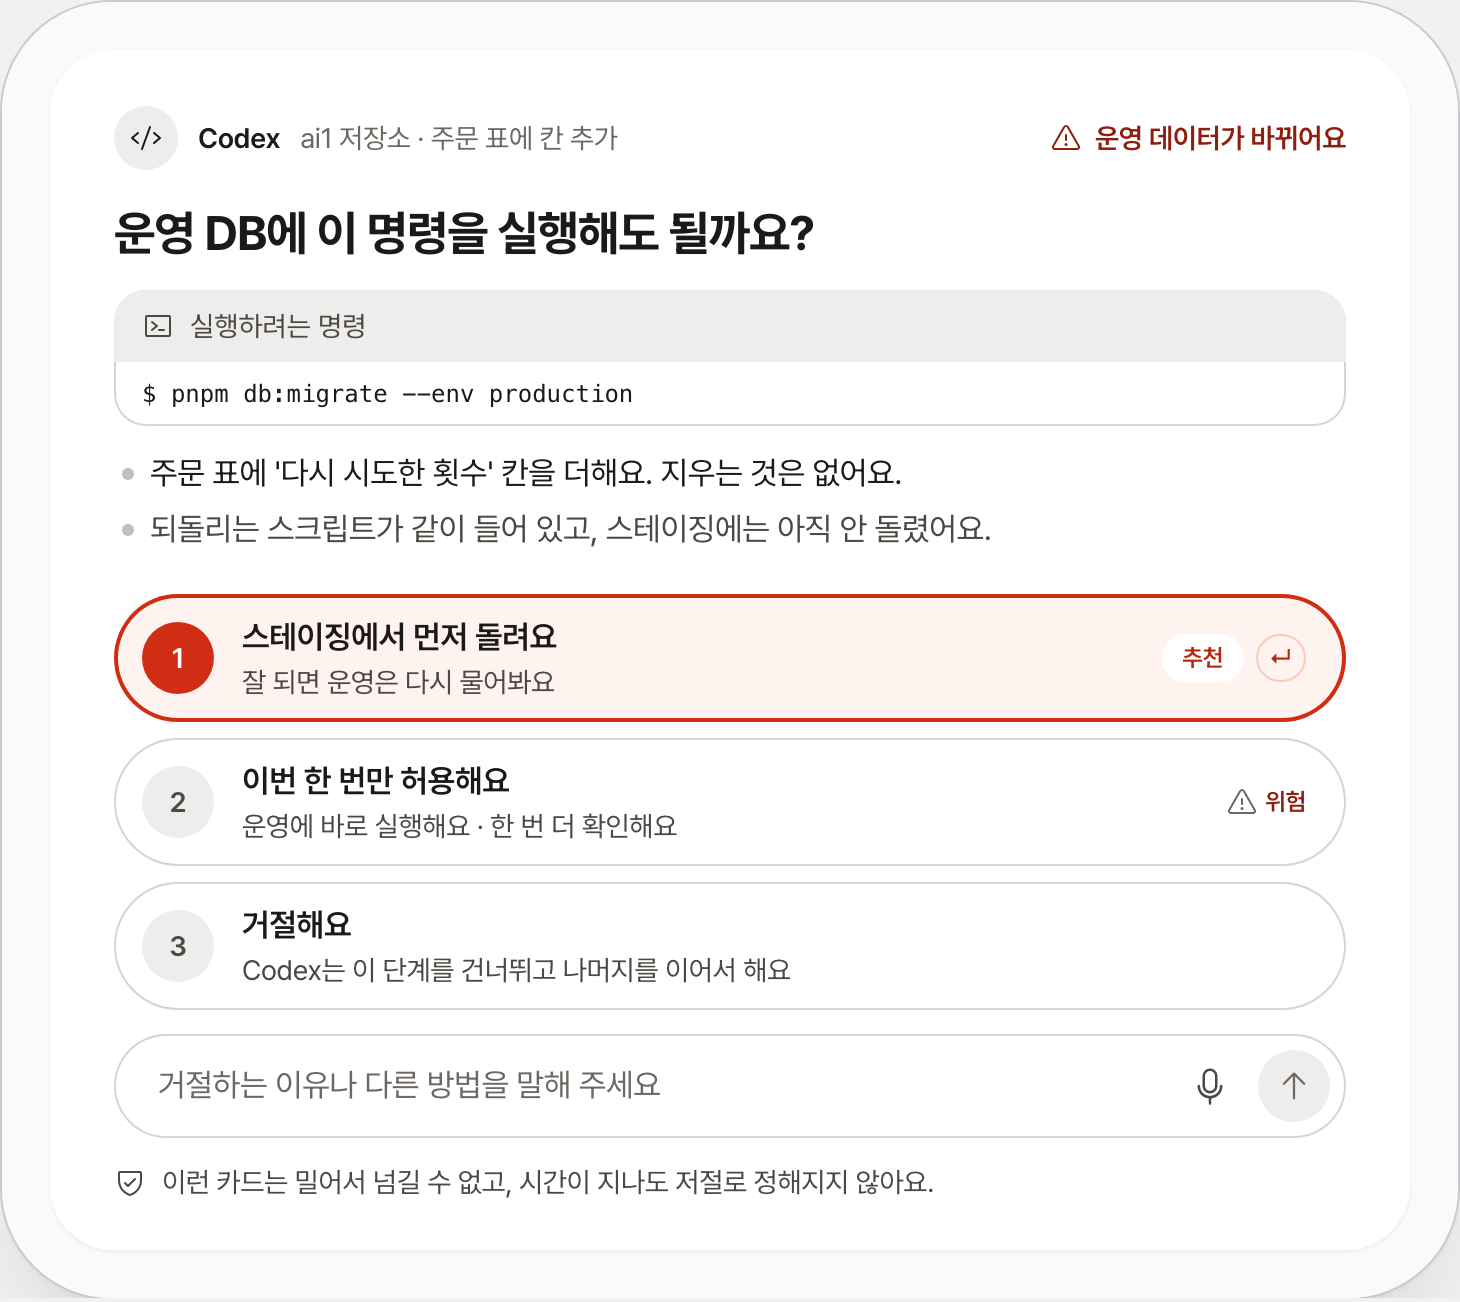 Codex ai1 저장소 · 주문 표에 칸 추가
운영 데이터가 바뀌어요
운영 DB에 이 명령을 실행해도 될까요?
실행하려는 명령
$ pnpm db:migrate --env production
주문 표에 '다시 시도한 횟수' 칸을 더해요. 지우는 것은 없어요.
되돌리는 스크립트가 같이 들어 있고, 스테이징에는 아직 안 돌렸어요.
1
스테이징에서 먼저 돌려요
잘 되면 운영은 다시 물어봐요
추천
2
이번 한 번만 허용해요
운영에 바로 실행해요 · 한 번 더 확인해요
위험
3
거절해요
Codex는 이 단계를 건너뛰고 나머지를 이어서 해요
거절하는 이유나 다른 방법을 말해 주세요
이런 카드는 밀어서 넘길 수 없고, 시간이 지나도 저절로 정해지지 않아요.